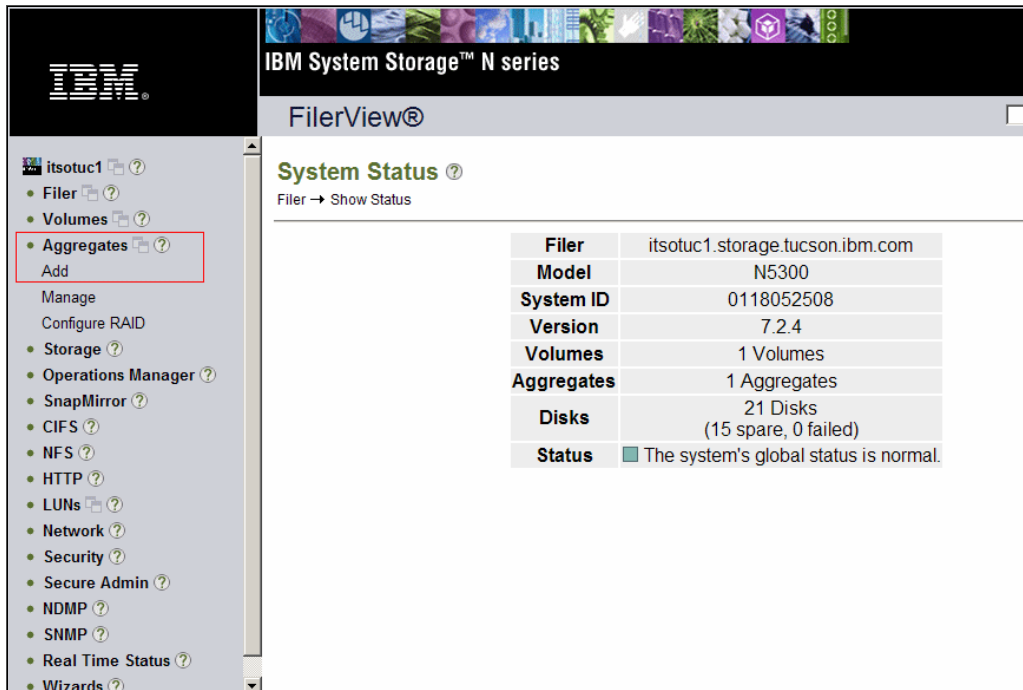 IBM®
IBM System Storage™ N series
FilerView®
itsotuc1
Filer
Volumes
Aggregates
Add
Manage
Configure RAID
Storage
Operations Manager
SnapMirror
CIFS
NFS
HTTP
LUNs
Network
Security
Secure Admin
NDMP
SNMP
Real Time Status
Wizards
System Status
Filer → Show Status
Filer itsotuc1.storage.tucson.ibm.com
Model N5300
System ID 0118052508
Version 7.2.4
Volumes 1 Volumes
Aggregates 1 Aggregates
Disks 21 Disks
(15 spare, 0 failed)
Status The system's global status is normal.